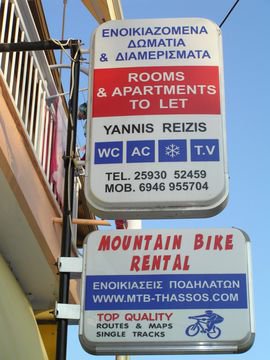 ΕΝΟΙΚΙΑΖΟΜΕΝΑ
ΔΩΜΑΤΙΑ
& ΔΙΑΜΕΡΙΣΜΑΤΑ
ROOMS
& APARTMENTS
TO LET
YANNIS REIZIS
WC AC T.V
TEL. 25930 52459
MOB. 6946 955704
MOUNTAIN BIKE
RENTAL
ΕΝΟΙΚΙΑΣΕΙΣ ΠΟΔΗΛΑΤΩΝ
WWW.MTB-THASSOS.COM
TOP QUALITY
ROUTES & MAPS
SINGLE TRACKS